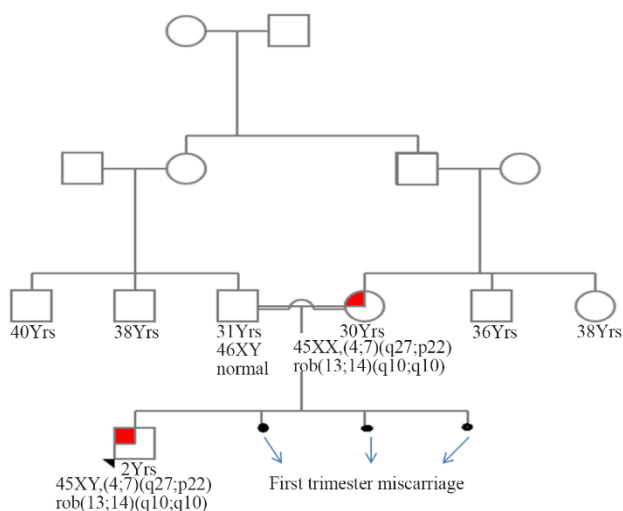 40Yrs
38Yrs
31Yrs
30Yrs
36Yrs
38Yrs
46XY
normal
45XX,(4;7)(q27;p22)
rob(13;14)(q10;q10)
2Yrs
45XY,(4;7)(q27;p22)
rob(13;14)(q10;q10)
First trimester miscarriage